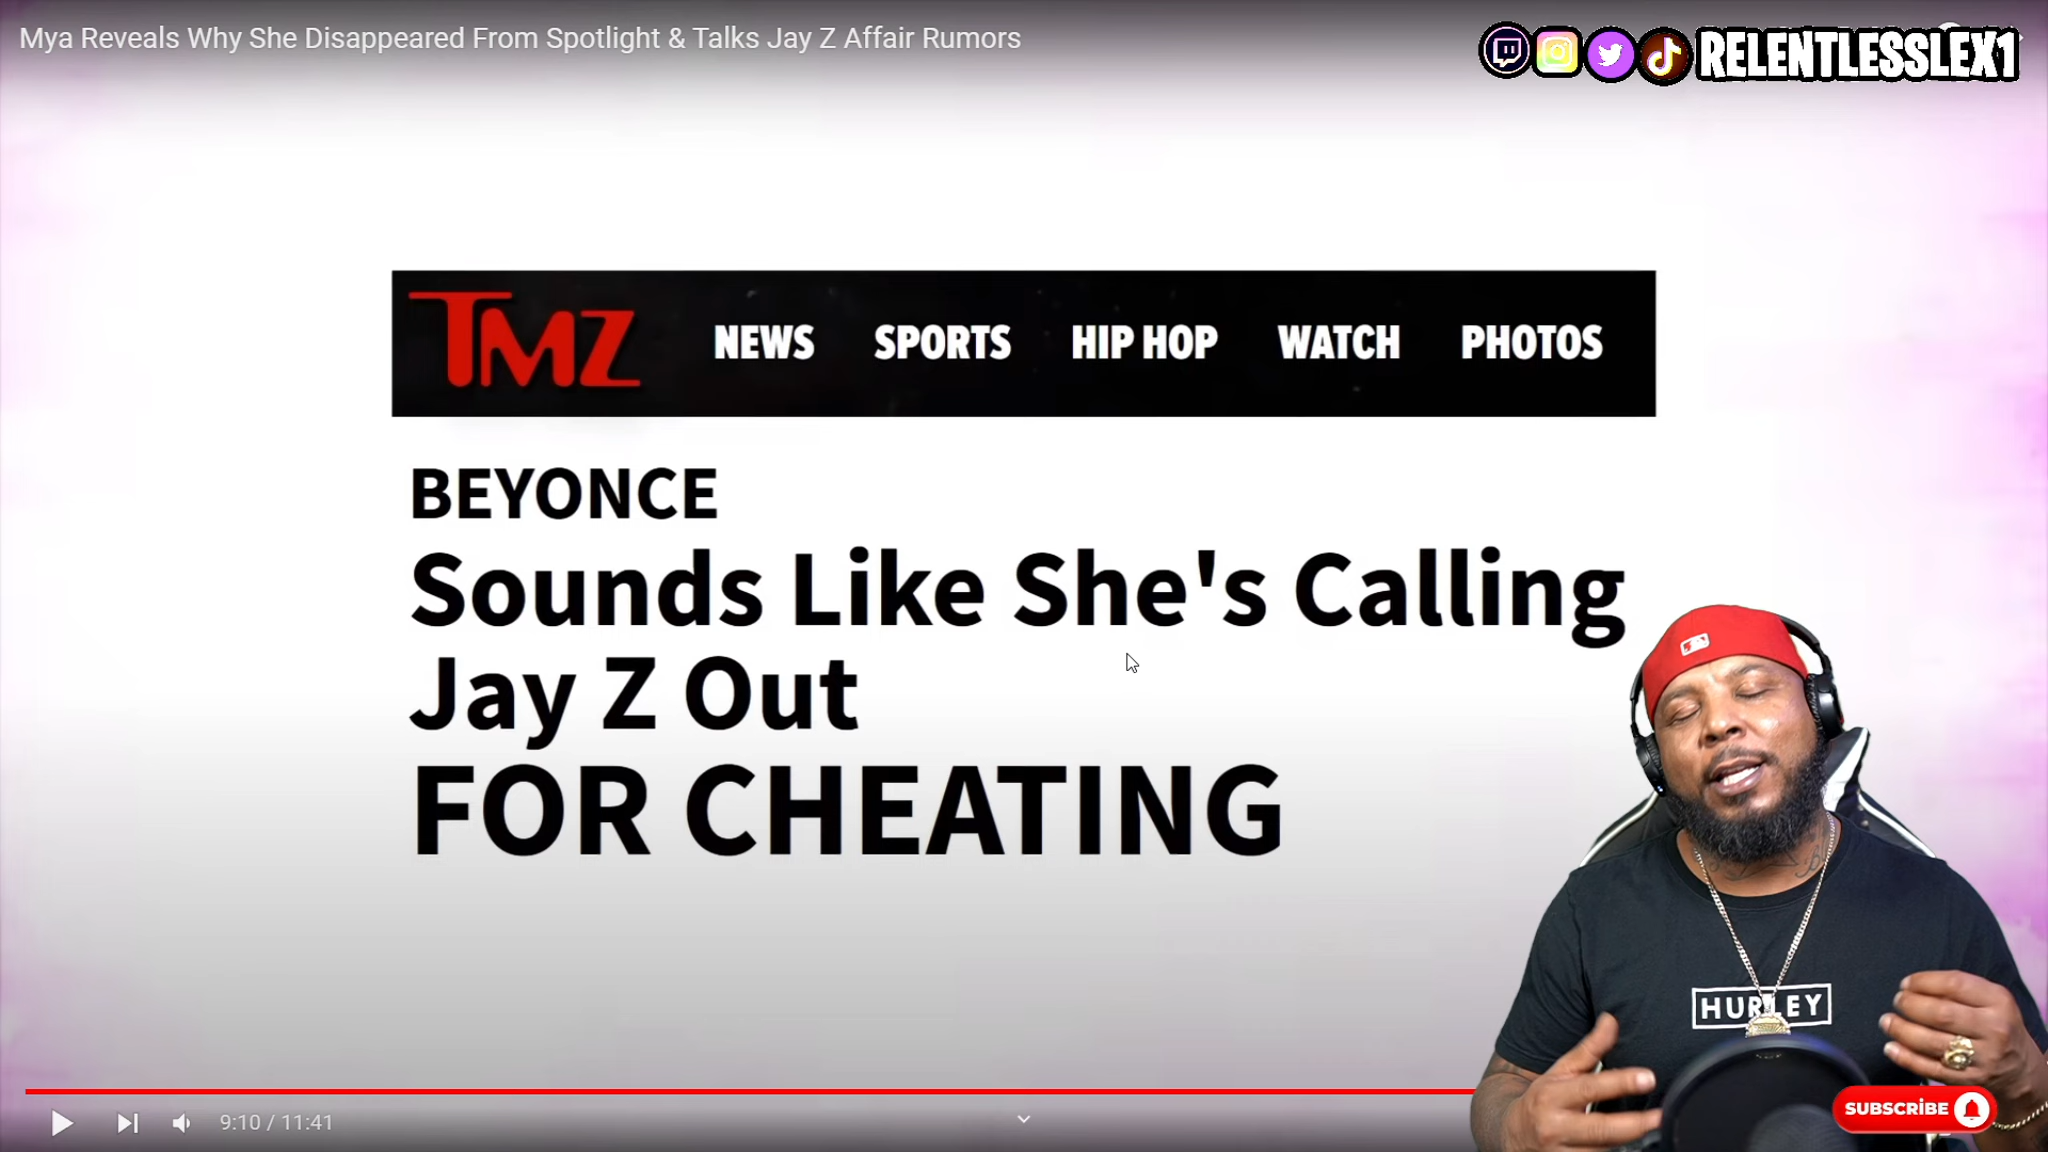 Mya Reveals Why She Disappeared From Spotlight & Talks Jay Z Affair Rumors
RELENTLESSLEX1
TMZ NEWS SPORTS HIP HOP WATCH PHOTOS
BEYONCE
Sounds Like She's Calling
Jay Z Out
FOR CHEATING
HURLEY
SUBSCRIBE
9:10 / 11:41